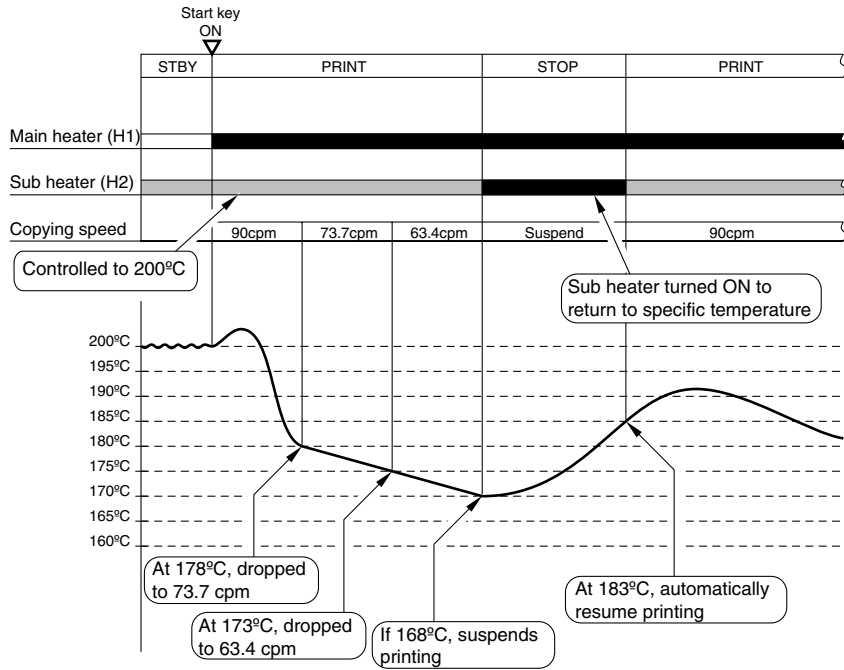 Start key
ON
STBY
PRINT
STOP
PRINT
Main heater (H1)
Sub heater (H2)
Copying speed
90cpm
73.7cpm
63.4cpm
Suspend
90cpm
Controlled to 200ºC
Sub heater turned ON to
return to specific temperature
200ºC
195ºC
190ºC
185ºC
180ºC
175ºC
170ºC
165ºC
160ºC
At 178ºC, dropped
to 73.7 cpm
At 173ºC, dropped
to 63.4 cpm
If 168ºC, suspends
printing
At 183ºC, automatically
resume printing